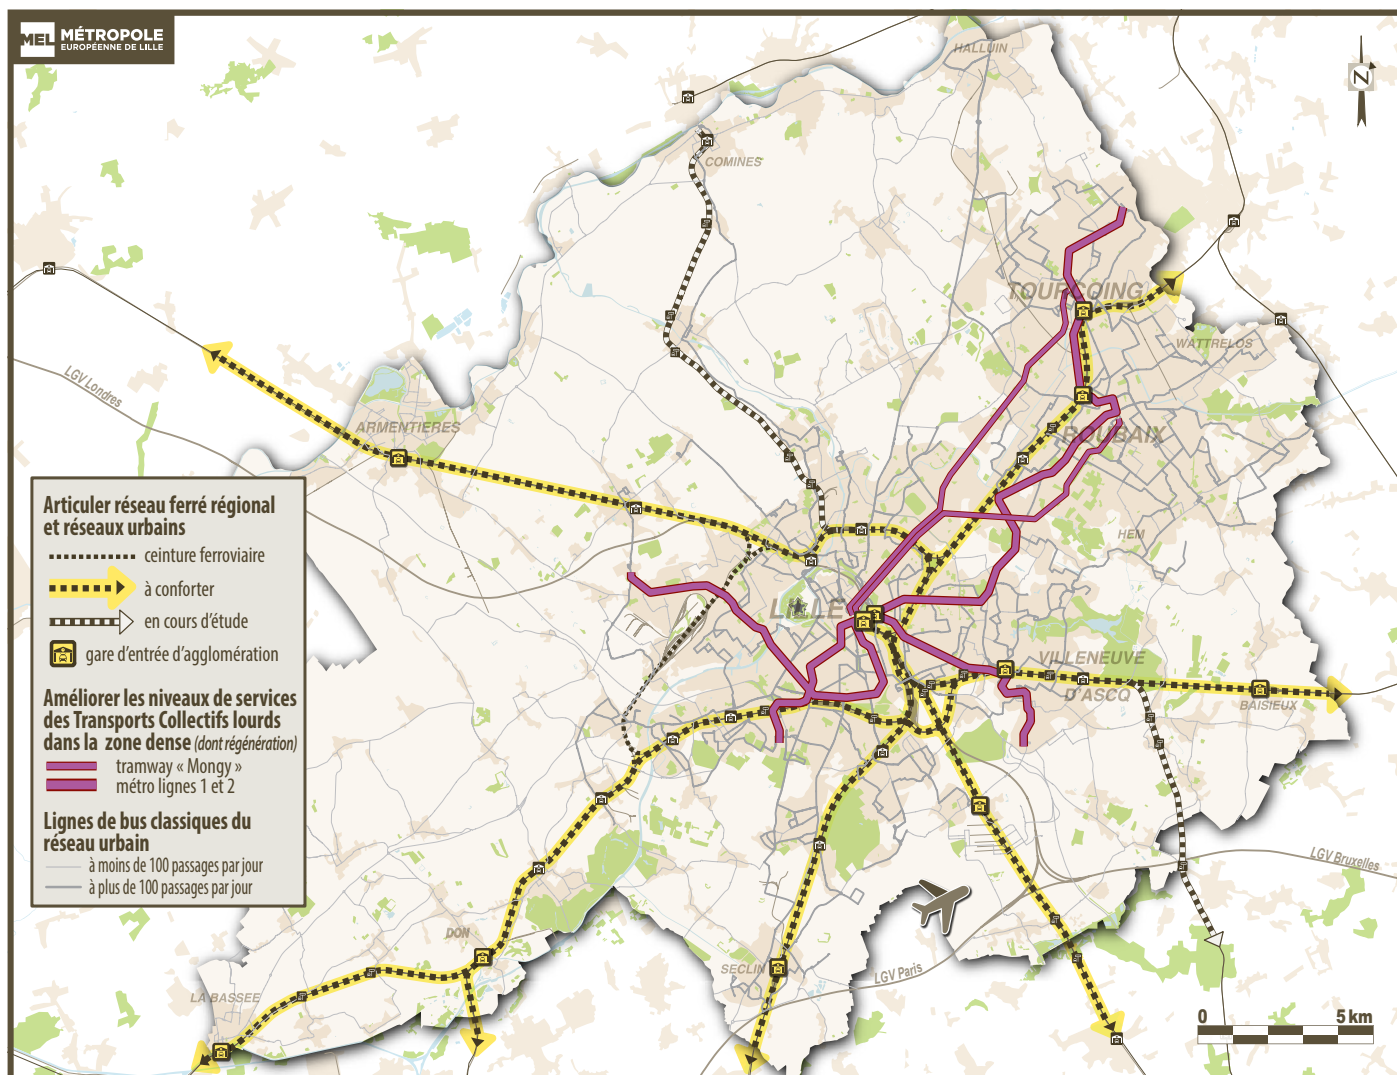 MEL MÉTROPOLE
EUROPÉENNE DE LILLE
HALLUIN
N
COMINES
TOURCOING
WATTRELOS
LGV Londres
ARMENTIERES
ROUBAIX
HEM
LILLE
VILLENEUVE
D'ASCQ
BAISIEUX
Articuler réseau ferré régional
et réseaux urbains
ceinture ferroviaire
à conforter
en cours d'étude
gare d'entrée d'agglomération
Améliorer les niveaux de services
des Transports Collectifs lourds
dans la zone dense (dont régénération)
tramway « Mongy »
métro lignes 1 et 2
Lignes de bus classiques du
réseau urbain
à moins de 100 passages par jour
à plus de 100 passages par jour
LGV Bruxelles
DON
SECLIN
LGV Paris
LA BASSEE
0 5 km